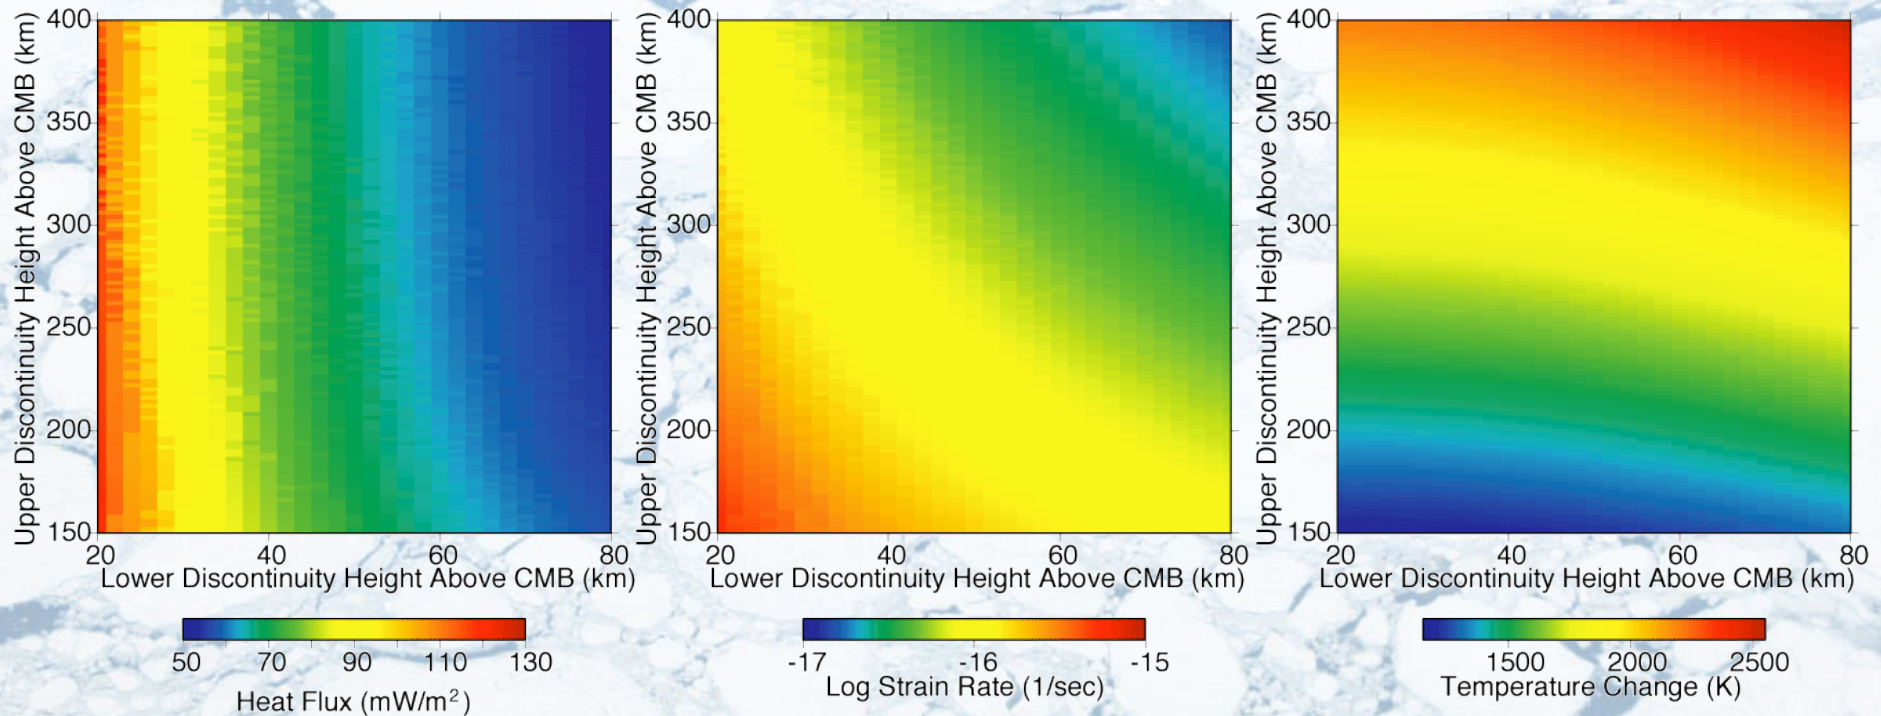 Upper Discontinuity Height Above CMB (km)
400
350
300
250
200
150
20 40 60 80
Lower Discontinuity Height Above CMB (km)
50 70 90 110 130
Heat Flux (mW/m²)
Upper Discontinuity Height Above CMB (km)
400
350
300
250
200
150
20 40 60 80
Lower Discontinuity Height Above CMB (km)
-17 -16 -15
Log Strain Rate (1/sec)
Upper Discontinuity Height Above CMB (km)
400
350
300
250
200
150
20 40 60 80
Lower Discontinuity Height Above CMB (km)
1500 2000 2500
Temperature Change (K)